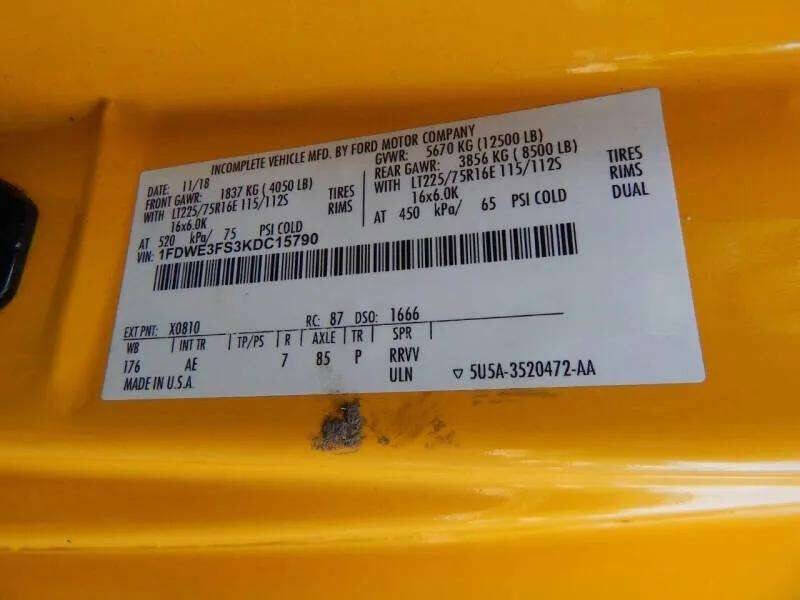 INCOMPLETE VEHICLE MFD. BY FORD MOTOR COMPANY
DATE: 11/18 GVWR: 5670 KG (12500 LB)
FRONT GAWR: 1837 KG (4050 LB) REAR GAWR: 3856 KG (8500 LB)
WITH LT225/75R16E 115/112S TIRES WITH LT225/75R16E 115/112S TIRES
16x6.0K RIMS 16x6.0K RIMS
AT 520 kPa/ 75 PSI COLD AT 450 kPa/ 65 PSI COLD DUAL
VIN: 1FDWE3FS3KDC15790
EXT PNT: X0810 RC: 87 DSO: 1666
WB INT TR TP/PS R AXLE TR SPR
176 AE 7 85 P RRVV
MADE IN U.S.A. ULN ▽ 5U5A-3520472-AA